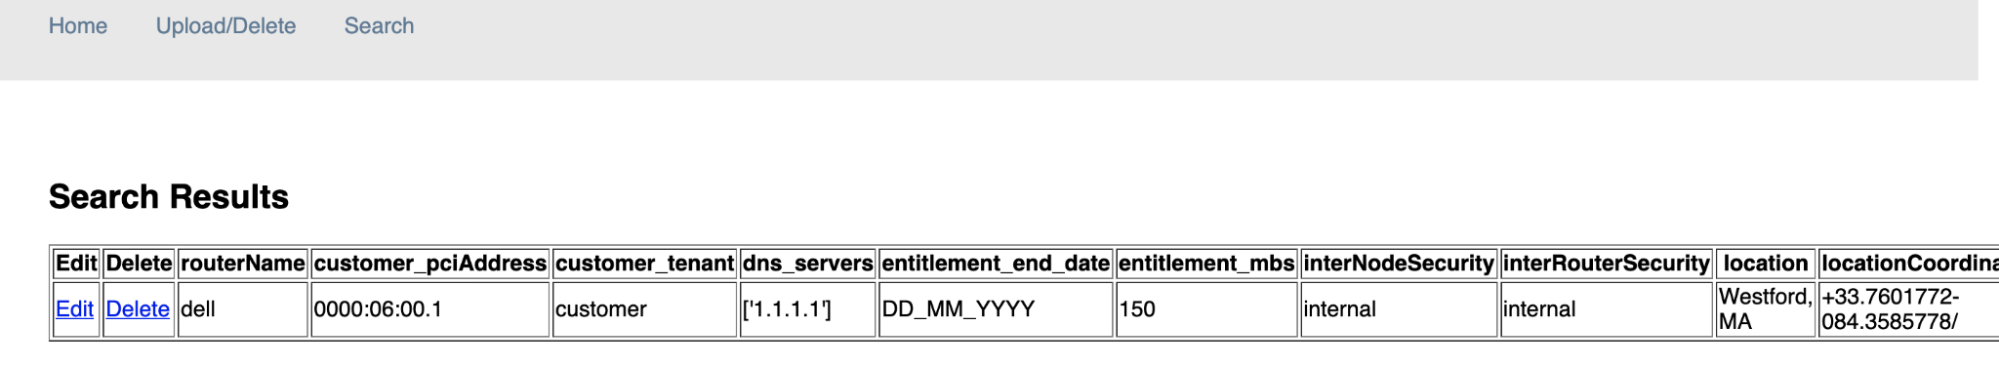 Home Upload/Delete Search
Search Results
Edit Delete routerName customer_pciAddress customer_tenant dns_servers entitlement_end_date entitlement_mbs interNodeSecurity interRouterSecurity location locationCoordina
Edit Delete dell 0000:06:00.1 customer ['1.1.1.1'] DD_MM_YYYY 150 internal internal Westford, +33.7601772-
MA 084.3585778/